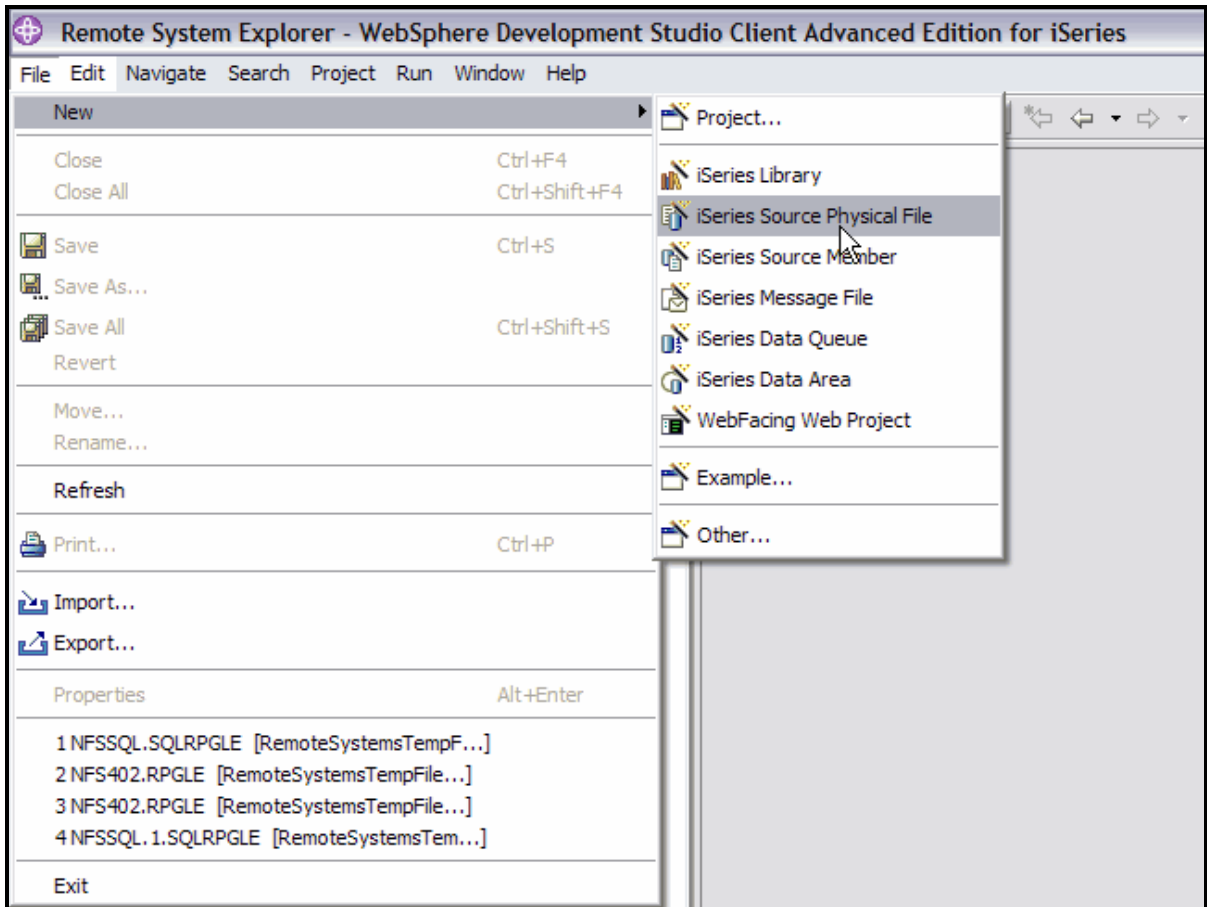 Remote System Explorer - WebSphere Development Studio Client Advanced Edition for iSeries
File Edit Navigate Search Project Run Window Help
New
Close Ctrl+F4
Close All Ctrl+Shift+F4
Save Ctrl+S
Save As...
Save All Ctrl+Shift+S
Revert
Move...
Rename...
Refresh
Print... Ctrl+P
Import...
Export...
Properties Alt+Enter
1 NFSSQL.SQLRPGLE [RemoteSystemsTempF...]
2 NFS402.RPGLE [RemoteSystemsTempFile...]
3 NFS402.RPGLE [RemoteSystemsTempFile...]
4 NFSSQL.1.SQLRPGLE [RemoteSystemsTem...]
Exit
Project...
iSeries Library
iSeries Source Physical File
iSeries Source Member
iSeries Message File
iSeries Data Queue
iSeries Data Area
WebFacing Web Project
Example...
Other...